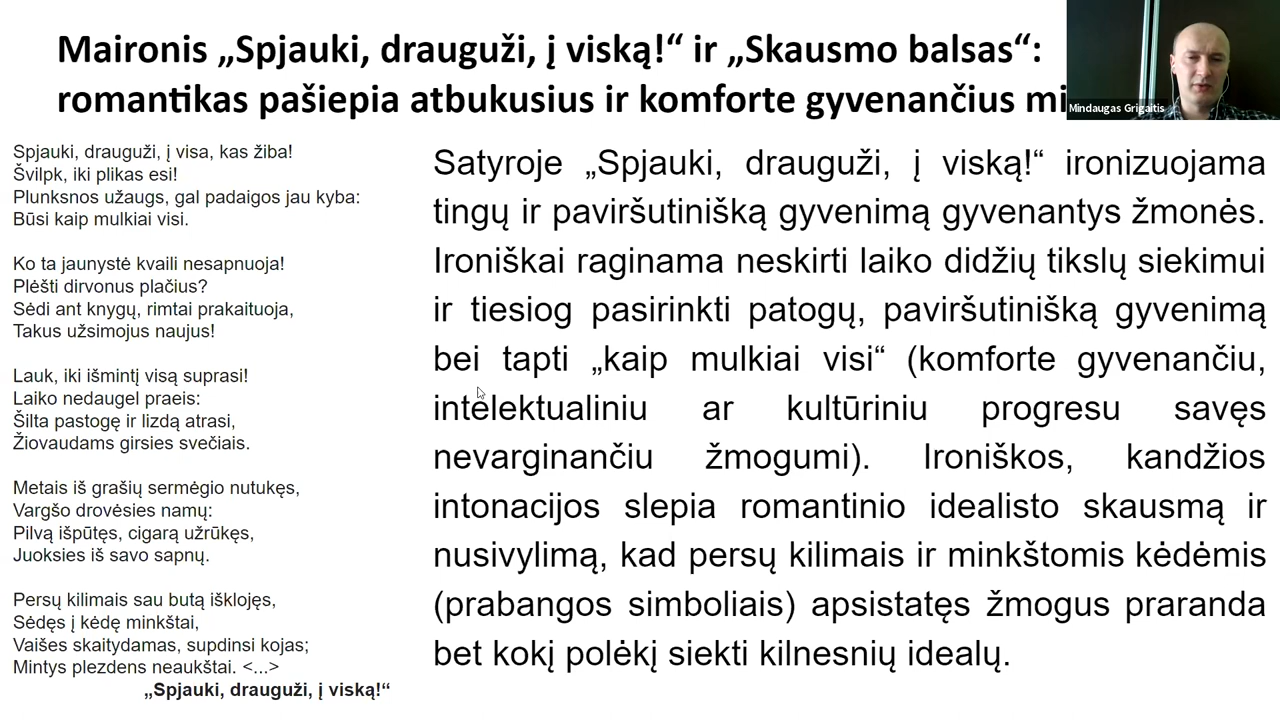 Maironis „Spjauki, drauguži, į viską!“ ir „Skausmo balsas“:
romantikas pašiepia atbukusius ir komforte gyvenančius mi
Mindaugas Grigaitis
Spjauki, drauguži, į visa, kas žiba!
Švilpk, iki plikas esi!
Plunksnos užaugs, gal padaigos jau kyba:
Būsi kaip mulkiai visi.
Ko ta jaunystė kvaili nesapnuoja!
Plėšti dirvonus plačius?
Sėdi ant knygų, rimtai prakaituoja,
Takus užsimojus naujus!
Lauk, iki išmintį visą suprasi!
Laiko nedaugel praeis:
Šilta pastogę ir lizdą atrasi,
Žiovaudams girsies svečiais.
Metais iš grašių sermėgio nutukęs,
Vargšo drovėsies namų:
Pilvą išpūtęs, cigarą užrūkęs,
Juoksies iš savo sapnų.
Persų kilimais sau butą išklojęs,
Sėdęs į kėdę minkštai,
Vaišes skaitydamas, supdinsi kojas;
Mintys plezdens neaukštai. <...>
„Spjauki, drauguži, į viską!“
Satyroje „Spjauki, drauguži, į viską!“ ironizuojama
tingų ir paviršutinišką gyvenimą gyvenantys žmonės.
Ironiškai raginama neskirti laiko didžių tikslų siekimui
ir tiesiog pasirinkti patogų, paviršutinišką gyvenimą
bei tapti „kaip mulkiai visi“ (komforte gyvenančiu,
intelektualiniu ar kultūriniu progresu savęs
nevarginančiu žmogumi). Ironiškos, kandžios
intonacijos slepia romantinio idealisto skausmą ir
nusivylimą, kad persų kilimais ir minkštomis kėdėmis
(prabangos simboliais) apsistatęs žmogus praranda
bet kokį polėkį siekti kilnesnių idealų.